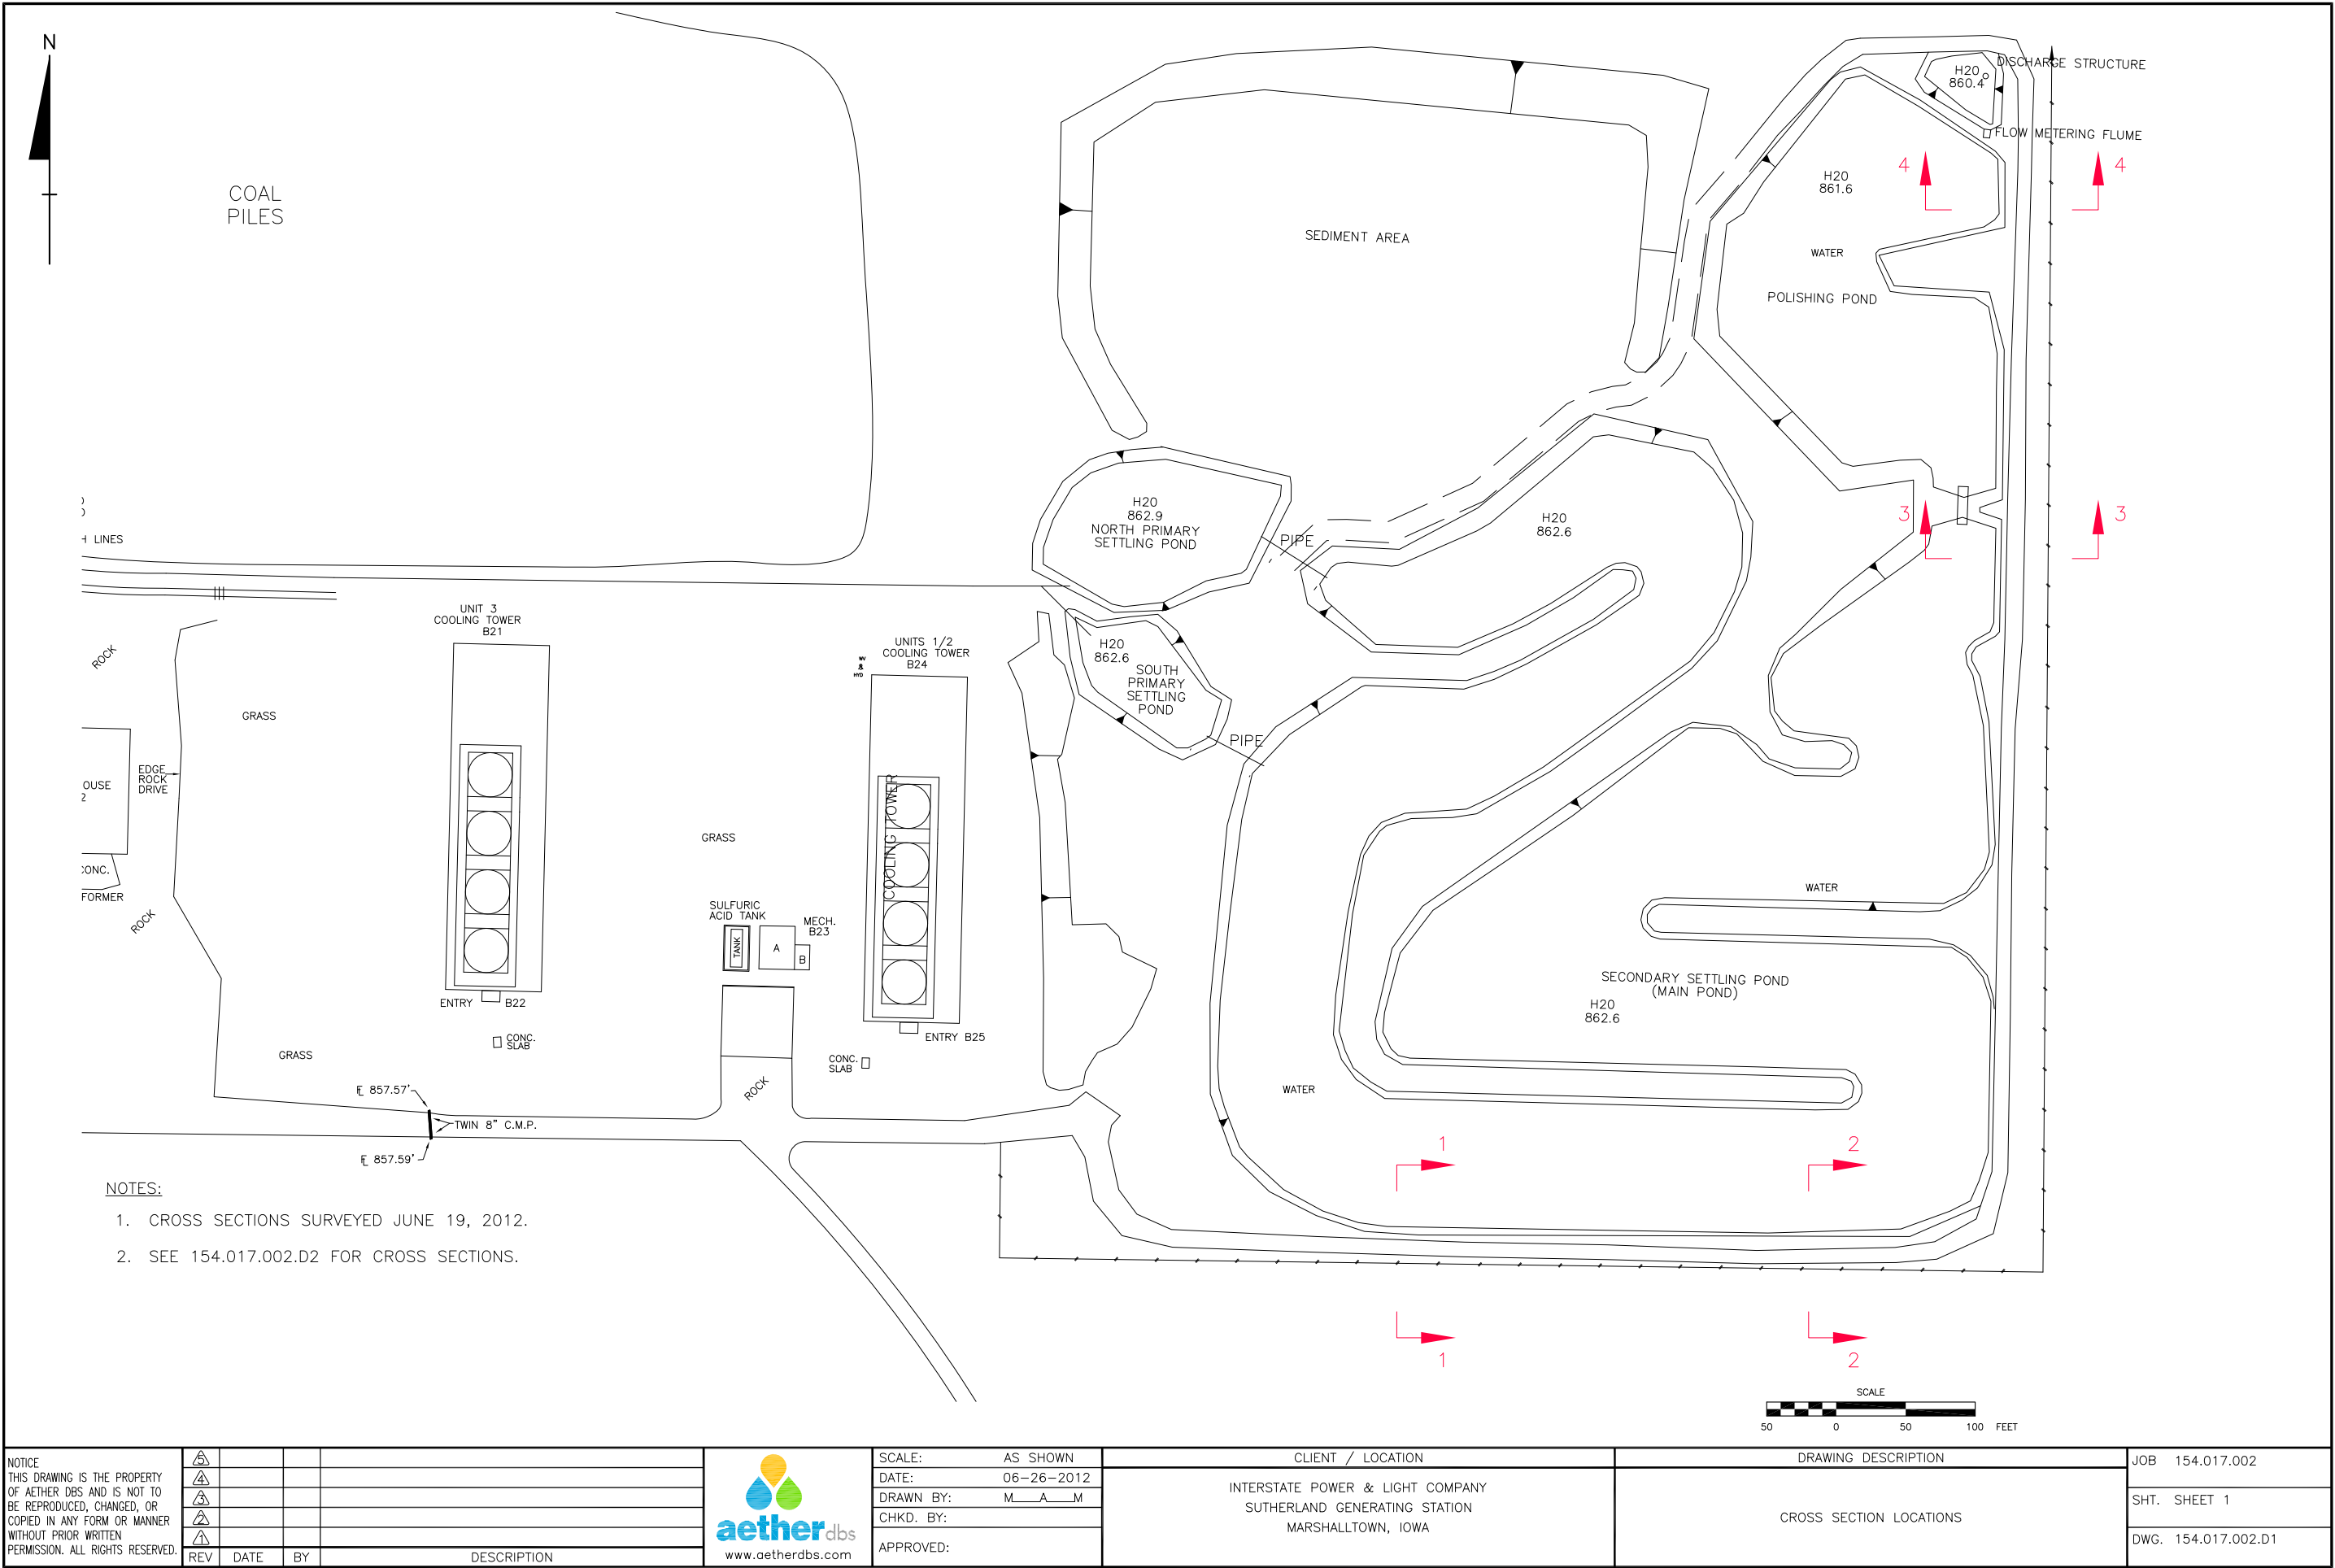 N
COAL
PILES
H LINES
ROCK
GRASS
EDGE
ROCK
DRIVE
OUSE
2
CONC.
FORMER
ROCK
UNIT 3
COOLING TOWER
B21
ENTRY
B22
CONC.
SLAB
GRASS
GRASS
UNITS 1/2
COOLING TOWER
B24
WV
&
HYD
COOLING TOWER
SULFURIC
ACID TANK
TANK
A
B
MECH.
B23
ENTRY B25
CONC.
SLAB
ROCK
FL 857.57'
TWIN 8" C.M.P.
FL 857.59'
NOTES:
1. CROSS SECTIONS SURVEYED JUNE 19, 2012.
2. SEE 154.017.002.D2 FOR CROSS SECTIONS.
SEDIMENT AREA
H20
862.9
NORTH PRIMARY
SETTLING POND
PIPE
H20
862.6
H20
862.6
SOUTH
PRIMARY
SETTLING
POND
PIPE
H20
860.4
DISCHARGE STRUCTURE
FLOW METERING FLUME
H20
861.6
WATER
POLISHING POND
4
4
3
3
WATER
SECONDARY SETTLING POND
(MAIN POND)
H20
862.6
WATER
1
2
1
2
SCALE
50 0 50 100 FEET
NOTICE
THIS DRAWING IS THE PROPERTY
OF AETHER DBS AND IS NOT TO
BE REPRODUCED, CHANGED, OR
COPIED IN ANY FORM OR MANNER
WITHOUT PRIOR WRITTEN
PERMISSION. ALL RIGHTS RESERVED.
5
4
3
2
1
REV DATE BY DESCRIPTION
aetherdbs
www.aetherdbs.com
SCALE: AS SHOWN
DATE: 06-26-2012
DRAWN BY: M__A__M
CHKD. BY:
APPROVED:
CLIENT / LOCATION
INTERSTATE POWER & LIGHT COMPANY
SUTHERLAND GENERATING STATION
MARSHALLTOWN, IOWA
DRAWING DESCRIPTION
CROSS SECTION LOCATIONS
JOB 154.017.002
SHT. SHEET 1
DWG. 154.017.002.D1